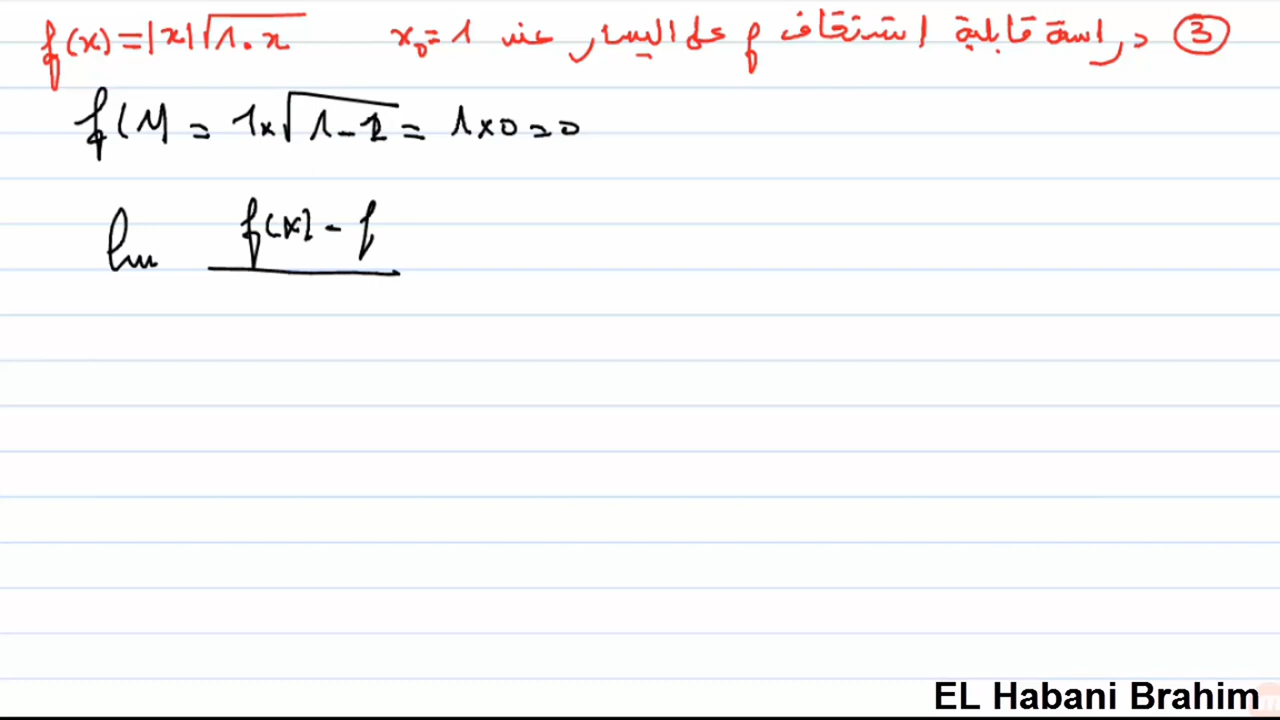 ③ دراسة قابلية اشتقاق f على اليسار عند x₀=1 f(x)=|x|√(1-x)
f(1) = 1×√(1-1) = 1×0=0
lim f(x) - f
EL Habani Brahim